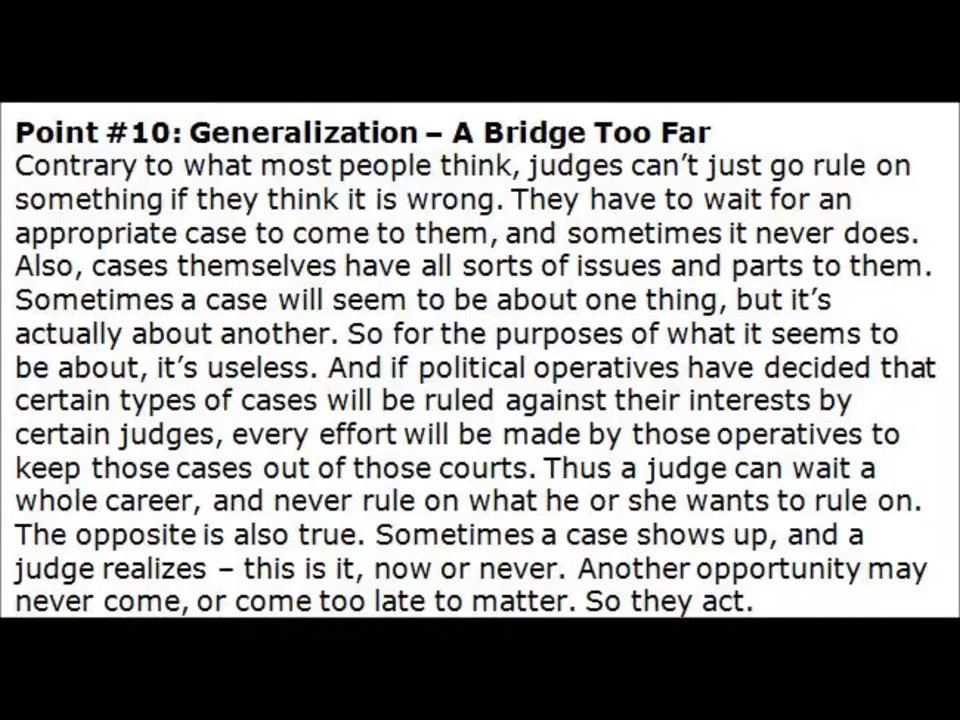 Point #10: Generalization – A Bridge Too Far
Contrary to what most people think, judges can’t just go rule on
something if they think it is wrong. They have to wait for an
appropriate case to come to them, and sometimes it never does.
Also, cases themselves have all sorts of issues and parts to them.
Sometimes a case will seem to be about one thing, but it’s
actually about another. So for the purposes of what it seems to
be about, it’s useless. And if political operatives have decided that
certain types of cases will be ruled against their interests by
certain judges, every effort will be made by those operatives to
keep those cases out of those courts. Thus a judge can wait a
whole career, and never rule on what he or she wants to rule on.
The opposite is also true. Sometimes a case shows up, and a
judge realizes – this is it, now or never. Another opportunity may
never come, or come too late to matter. So they act.